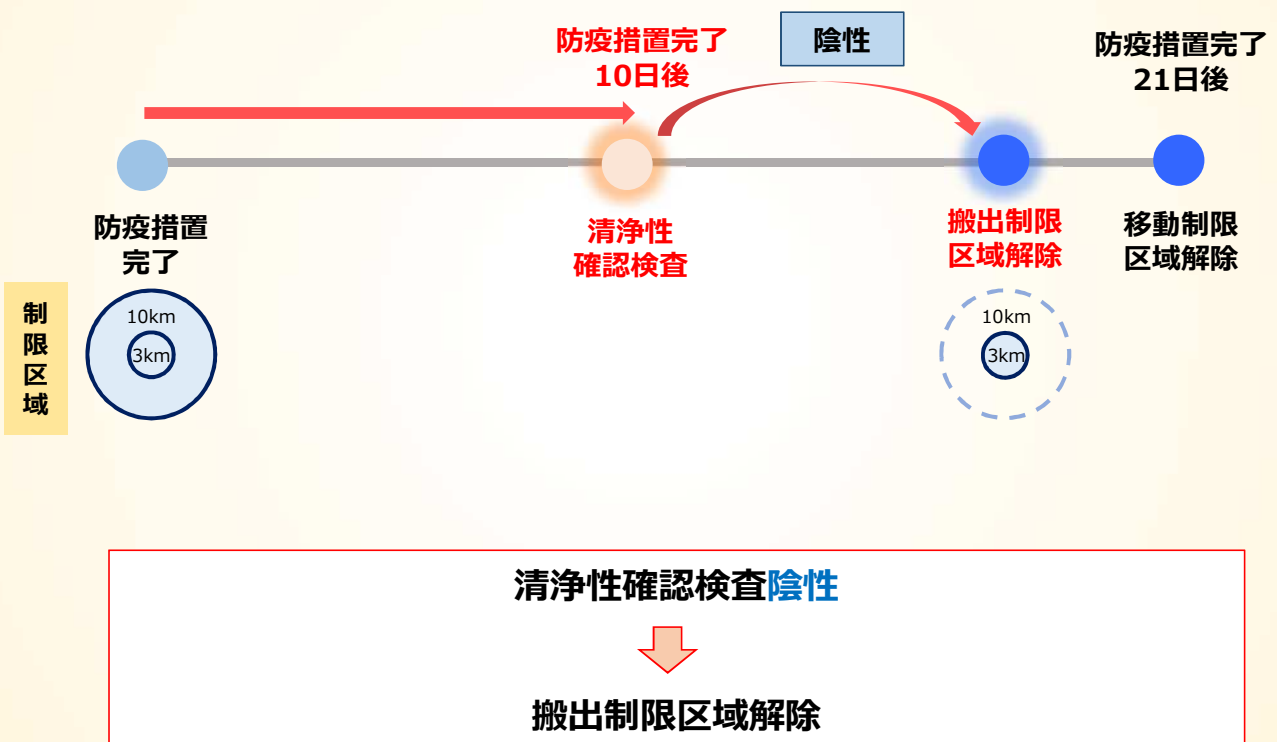 防疫措置完了
10日後
陰性
防疫措置完了
21日後
防疫措置
完了
清浄性
確認検査
搬出制限
区域解除
移動制限
区域解除
制限区域
10km
3km
10km
3km
清浄性確認検査陰性
搬出制限区域解除